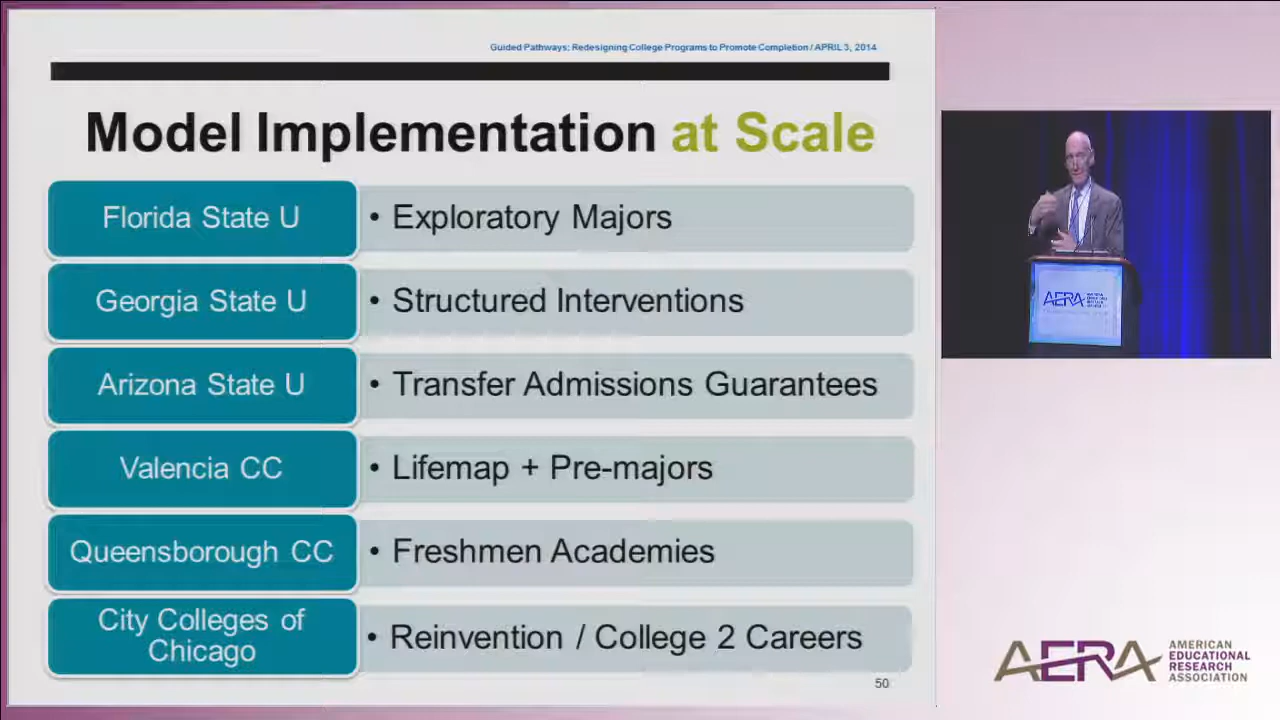 Guided Pathways: Redesigning College Programs to Promote Completion / APRIL 3, 2014
Model Implementation at Scale
Florida State U
• Exploratory Majors
Georgia State U
• Structured Interventions
Arizona State U
• Transfer Admissions Guarantees
Valencia CC
• Lifemap + Pre-majors
Queensborough CC
• Freshmen Academies
City Colleges of
Chicago
• Reinvention / College 2 Careers
50
AERA
AERA
AMERICAN
EDUCATIONAL
RESEARCH
ASSOCIATION